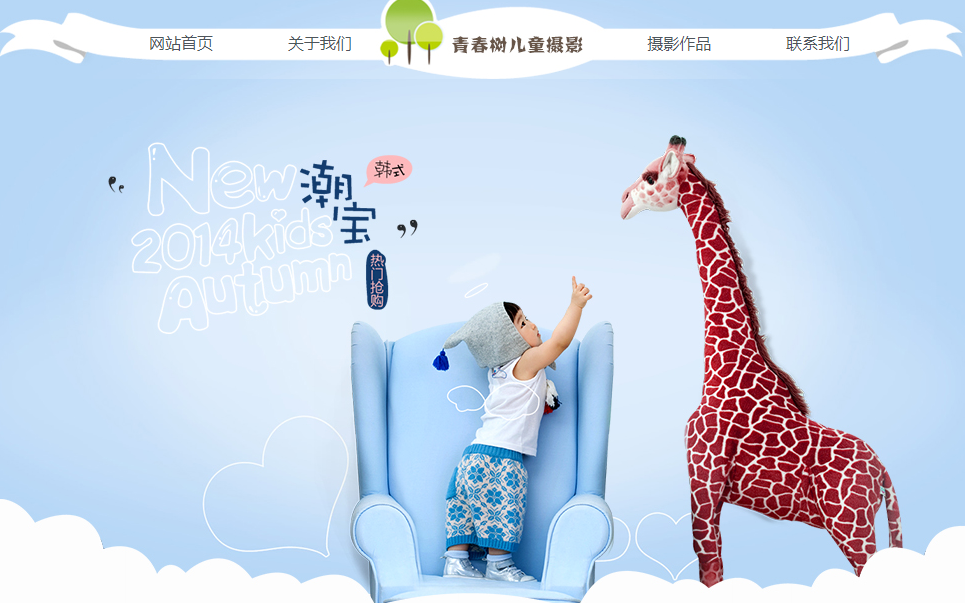 网站首页
关于我们
青春树儿童摄影
摄影作品
联系我们
New
潮宝
韩式
2014kids
Autumn
热门抢购